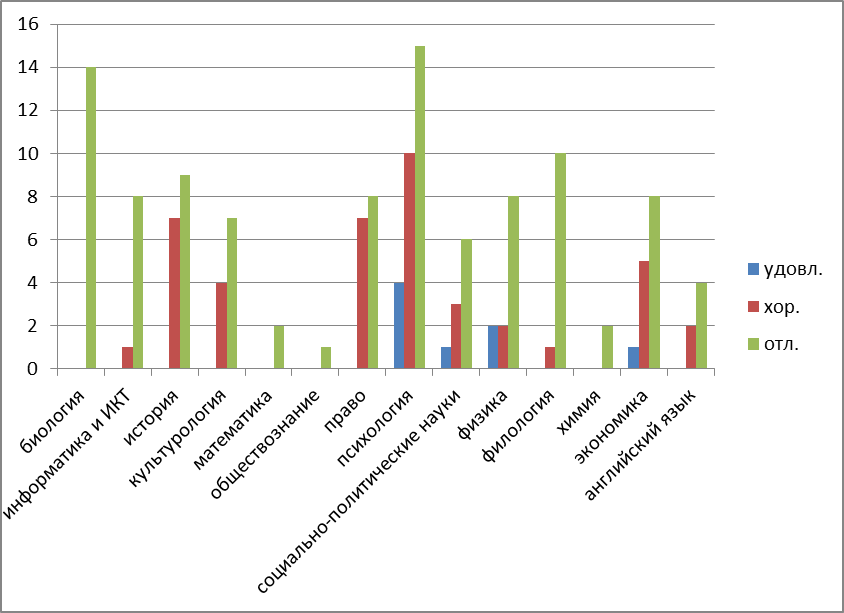 16
14
12
10
8
6
4
2
0
биология
информатика и ИКТ
история
культурология
математика
обществознание
право
психология
социально-политические науки
физика
филология
химия
экономика
английский язык
удовл.
хор.
отл.